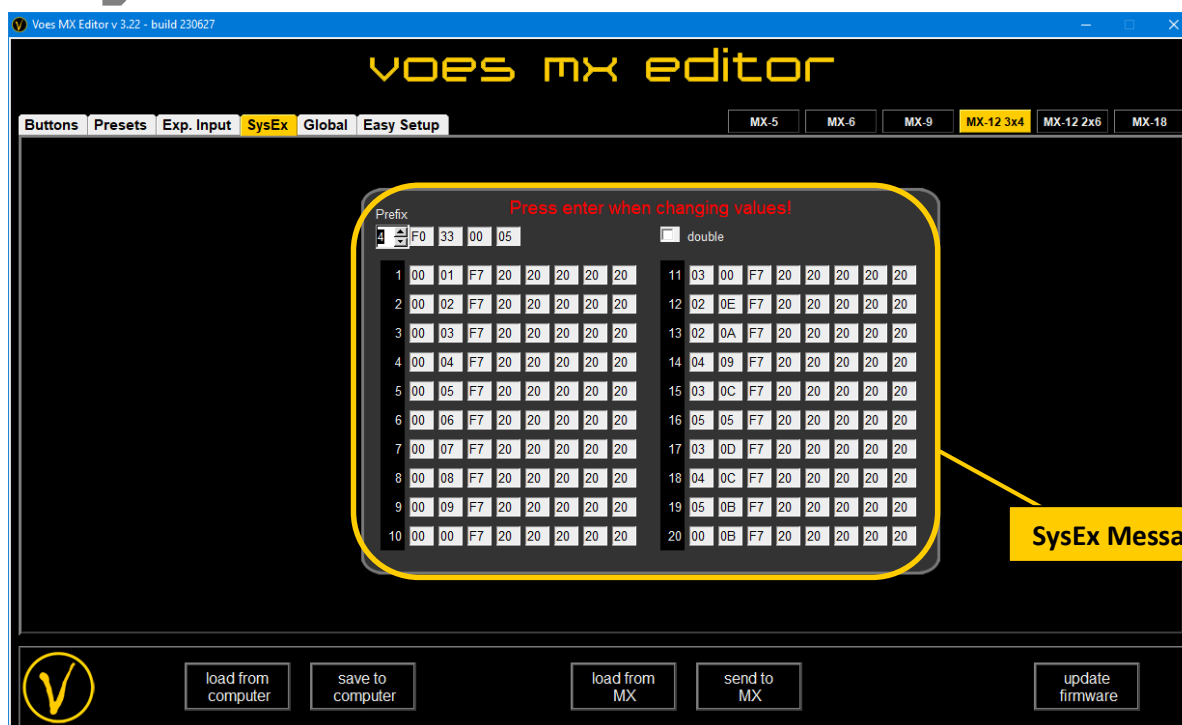 Voes MX Editor v 3.22 - build 230627
voes mx editor
Buttons Presets Exp. Input SysEx Global Easy Setup MX-5 MX-6 MX-9 MX-12 3x4 MX-12 2x6 MX-18
Press enter when changing values!
Prefix
4 F0 33 00 05 double
1 00 01 F7 20 20 20 20 20 11 03 00 F7 20 20 20 20 20
2 00 02 F7 20 20 20 20 20 12 02 0E F7 20 20 20 20 20
3 00 03 F7 20 20 20 20 20 13 02 0A F7 20 20 20 20 20
4 00 04 F7 20 20 20 20 20 14 04 09 F7 20 20 20 20 20
5 00 05 F7 20 20 20 20 20 15 03 0C F7 20 20 20 20 20
6 00 06 F7 20 20 20 20 20 16 05 05 F7 20 20 20 20 20
7 00 07 F7 20 20 20 20 20 17 03 0D F7 20 20 20 20 20
8 00 08 F7 20 20 20 20 20 18 04 0C F7 20 20 20 20 20
9 00 09 F7 20 20 20 20 20 19 05 0B F7 20 20 20 20 20
10 00 00 F7 20 20 20 20 20 20 00 0B F7 20 20 20 20 20
SysEx Messa
load from computer
save to computer
load from MX
send to MX
update firmware